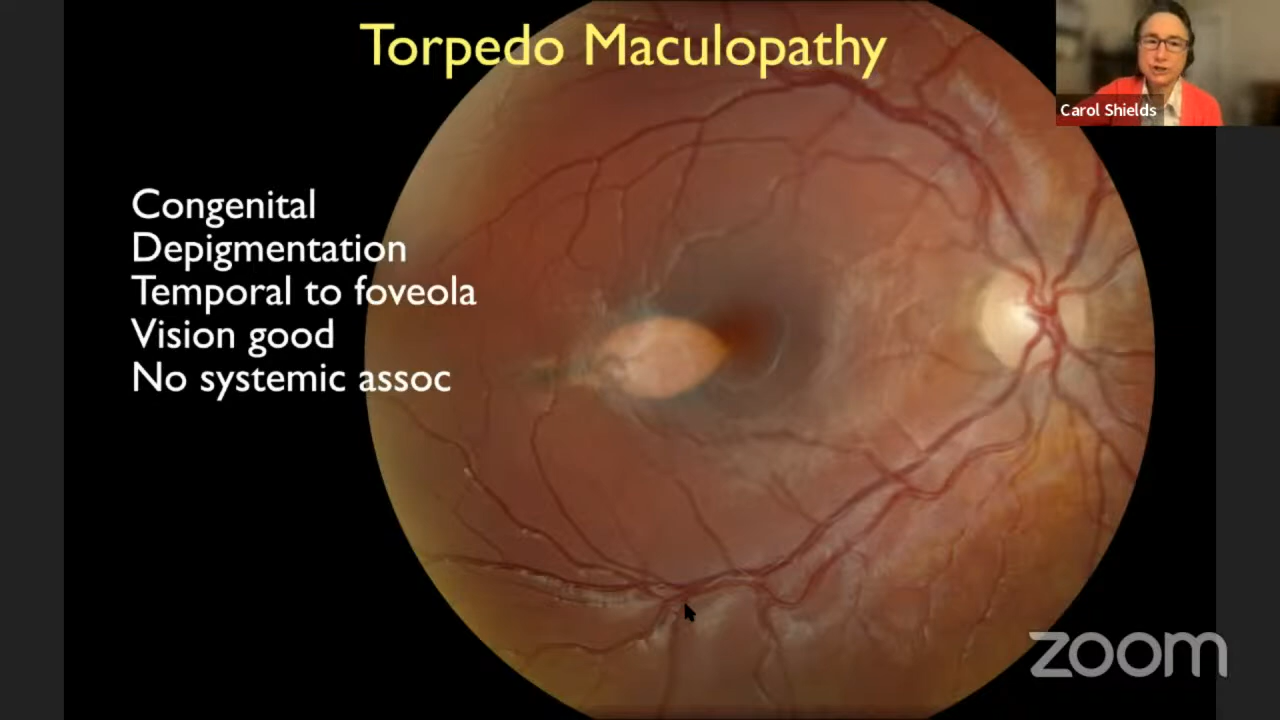 Torpedo Maculopathy
Carol Shields
Congenital
Depigmentation
Temporal to foveola
Vision good
No systemic assoc
zoom